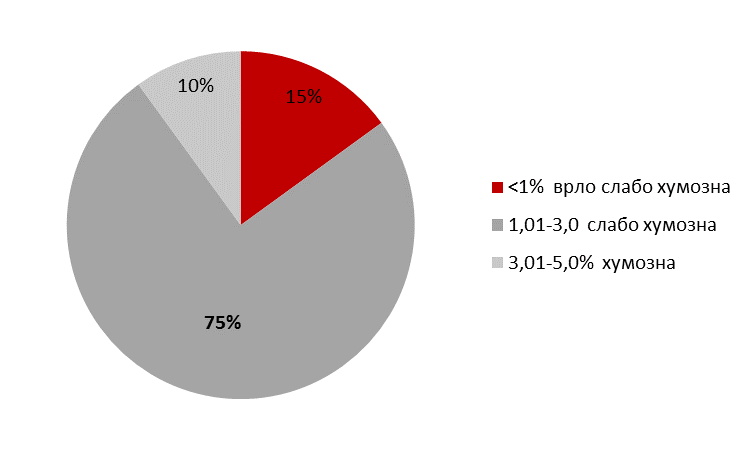 10%
15%
75%
<1% врло слабо хумозна
1,01-3,0 слабо хумозна
3,01-5,0% хумозна